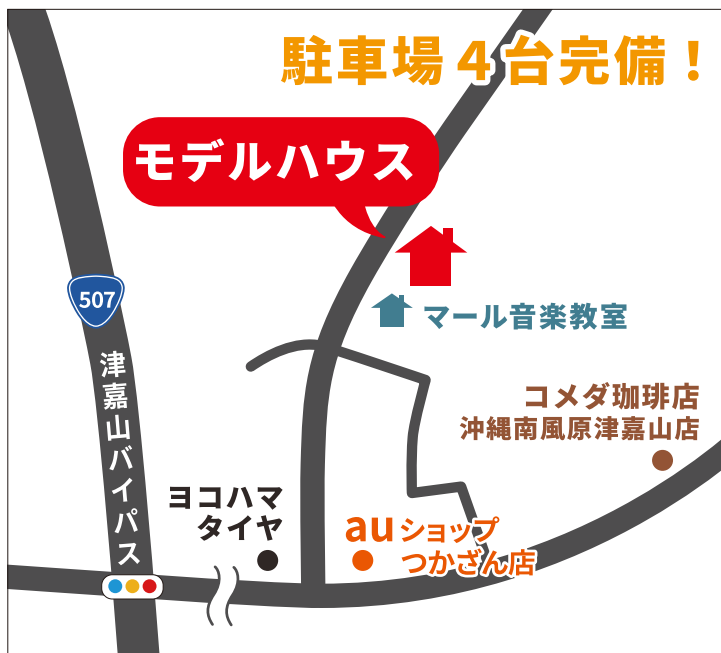 駐車場４台完備！
モデルハウス
507
マール音楽教室
津嘉山バイパス
コメダ珈琲店
沖縄南風原津嘉山店
ヨコハマ
タイヤ
auショップ
つかざん店